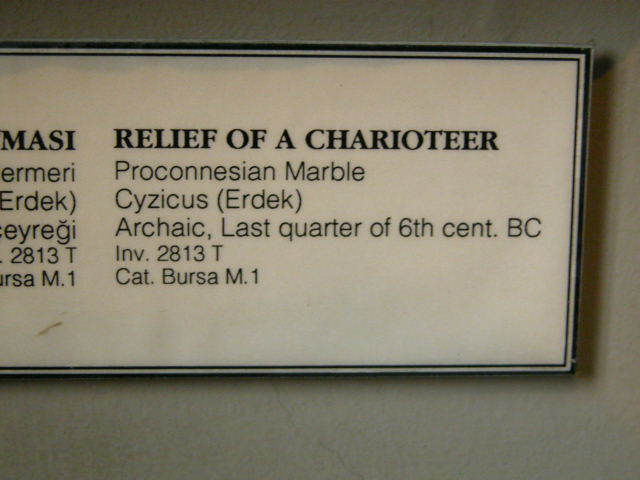 MASI RELIEF OF A CHARIOTEER
ermeri Proconnesian Marble
Erdek) Cyzicus (Erdek)
çeyreği Archaic, Last quarter of 6th cent. BC
. 2813 T Inv. 2813 T
ursa M.1 Cat. Bursa M.1